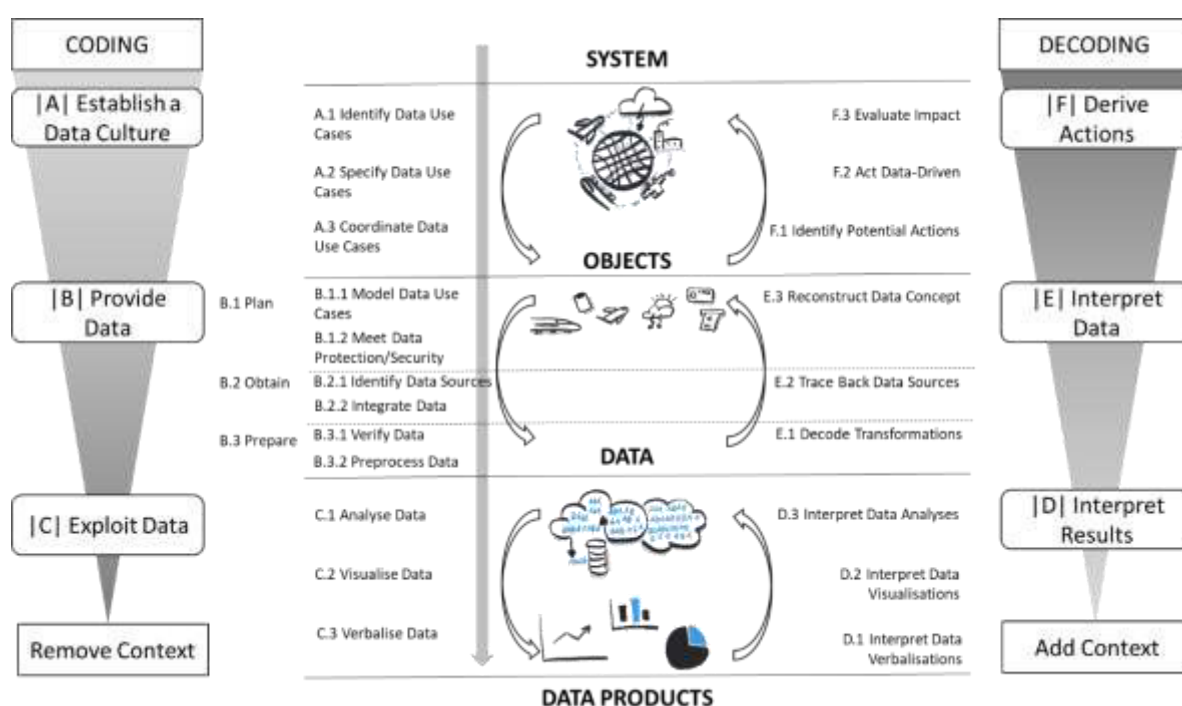 CODING
SYSTEM
DECODING
|A| Establish a
Data Culture
A.1 Identify Data Use
Cases
A.2 Specify Data Use
Cases
A.3 Coordinate Data
Use Cases
F.3 Evaluate Impact
F.2 Act Data-Driven
F.1 Identify Potential Actions
|F| Derive
Actions
OBJECTS
|B| Provide
Data
B.1 Plan
B.1.1 Model Data Use
Cases
B.1.2 Meet Data
Protection/Security
B.2 Obtain
B.2.1 Identify Data Sources
B.2.2 Integrate Data
B.3 Prepare
B.3.1 Verify Data
B.3.2 Preprocess Data
E.3 Reconstruct Data Concept
E.2 Trace Back Data Sources
E.1 Decode Transformations
|E| Interpret
Data
DATA
|C| Exploit Data
C.1 Analyse Data
C.2 Visualise Data
C.3 Verbalise Data
D.3 Interpret Data Analyses
D.2 Interpret Data
Visualisations
D.1 Interpret Data
Verbalisations
|D| Interpret
Results
Remove Context
Add Context
DATA PRODUCTS